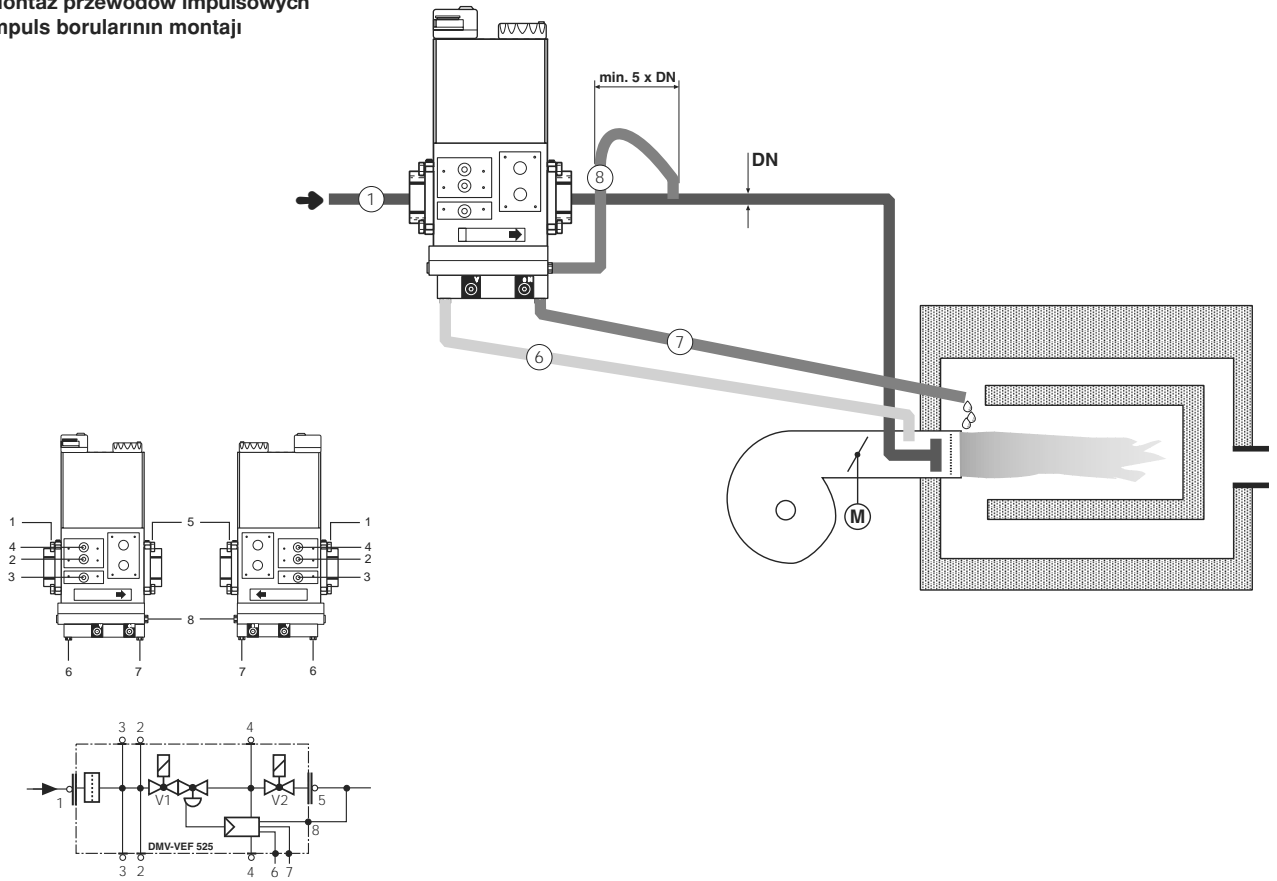 Montaż przewodów impulsowych
mpuls borularının montajı
min. 5 x DN
DN
8
1
7
6
M
1 5 1
4 4
2 2
3 3
8
6 7 7 6
3 2 4
1 V1 V2 5
8
DMV-VEF 525
3 2 4 6 7